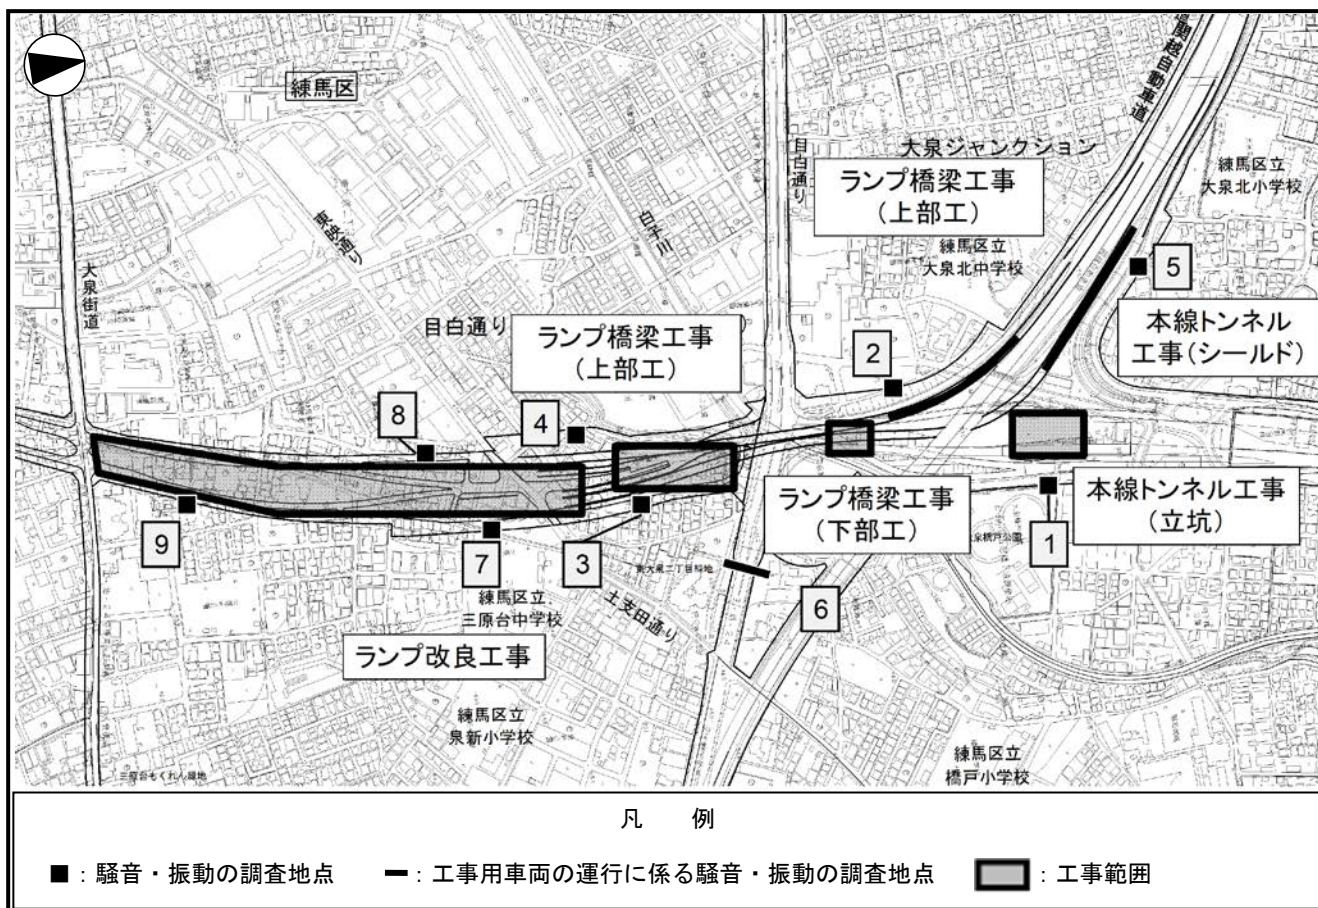 練馬区
東映通り
白子川
目白通り
道関越自動車道
大泉ジャンクション
ランプ橋梁工事
（上部工）
練馬区立
大泉北中学校
練馬区立
大泉北小学校
5
本線トンネル
工事（シールド）
2
大泉街道
目白通り
ランプ橋梁工事
（上部工）
8
4
ランプ橋梁工事
（下部工）
本線トンネル工事
（立坑）
1
9
7
3
6
練馬区立
三原台中学校
土支田通り
ランプ改良工事
練馬区立
泉新小学校
練馬区立
橋戸小学校
三原台もくれん緑地
凡　例
■：騒音・振動の調査地点　━：工事用車両の運行に係る騒音・振動の調査地点　：工事範囲